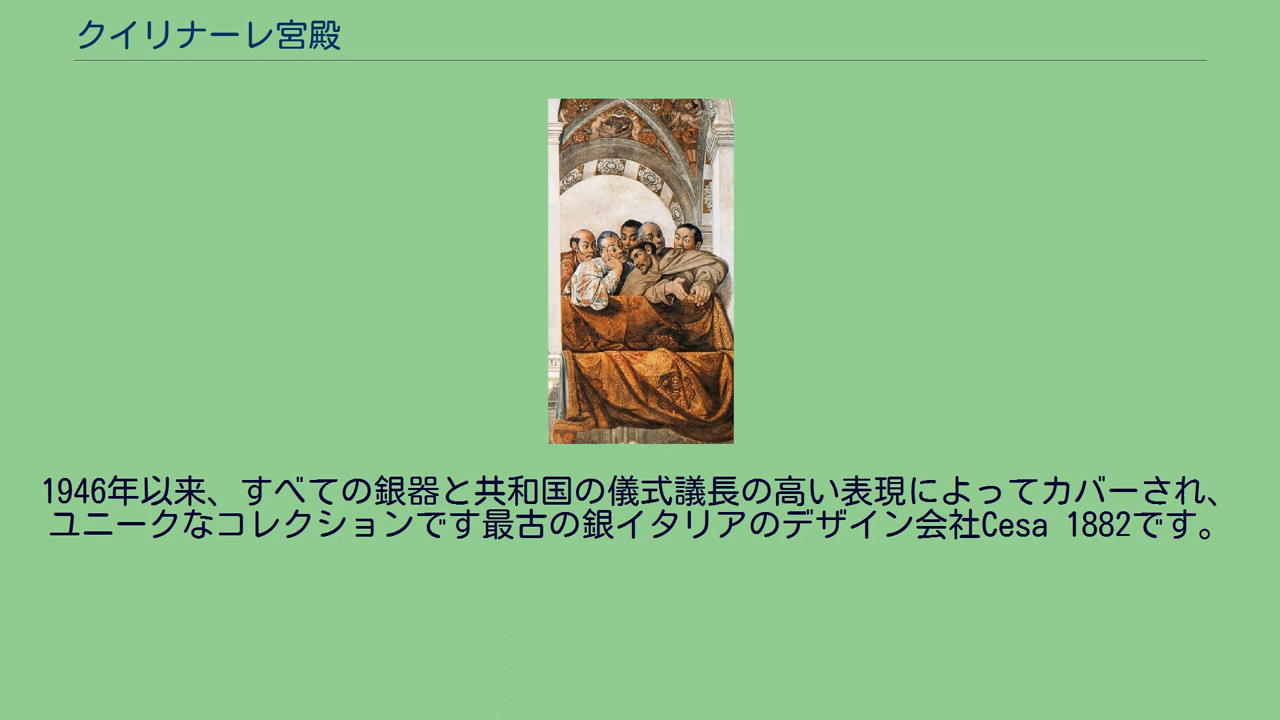 クイリナーレ宮殿
1946年以来、すべての銀器と共和国の儀式議長の高い表現によってカバーされ、
ユニークなコレクションです最古の銀イタリアのデザイン会社Cesa 1882です。